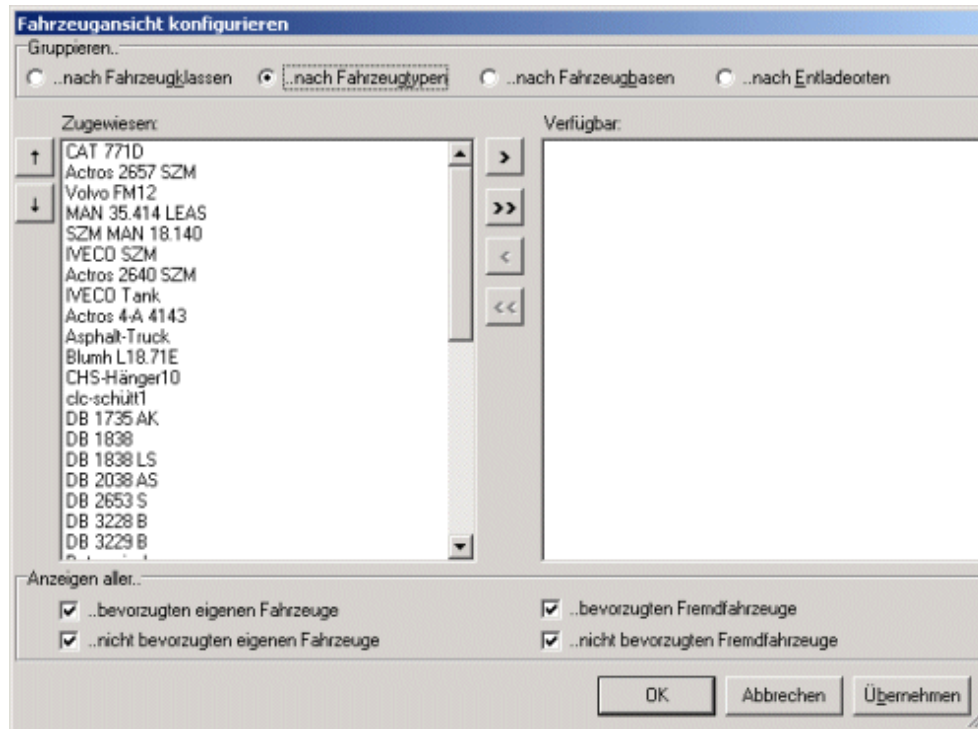 Fahrzeugansicht konfigurieren
Gruppieren..
..nach Fahrzeugklassen ..nach Fahrzeugtypen ..nach Fahrzeugbasen ..nach Entladeorten
Zugewiesen: Verfügbar:
CAT 771D
Actros 2657 SZM
Volvo FM12
MAN 35.414 LEAS
SZM MAN 18.140
IVECO SZM
Actros 2640 SZM
IVECO Tank
Actros 4-A 4143
Asphalt-Truck
Blumh L18.71E
CHS-Hänger10
clc-schütt1
DB 1735 AK
DB 1838
DB 1838 LS
DB 2038 AS
DB 2653 S
DB 3228 B
DB 3229 B
Anzeigen aller..
..bevorzugten eigenen Fahrzeuge ..bevorzugten Fremdfahrzeuge
..nicht bevorzugten eigenen Fahrzeuge ..nicht bevorzugten Fremdfahrzeuge
OK Abbrechen Übernehmen